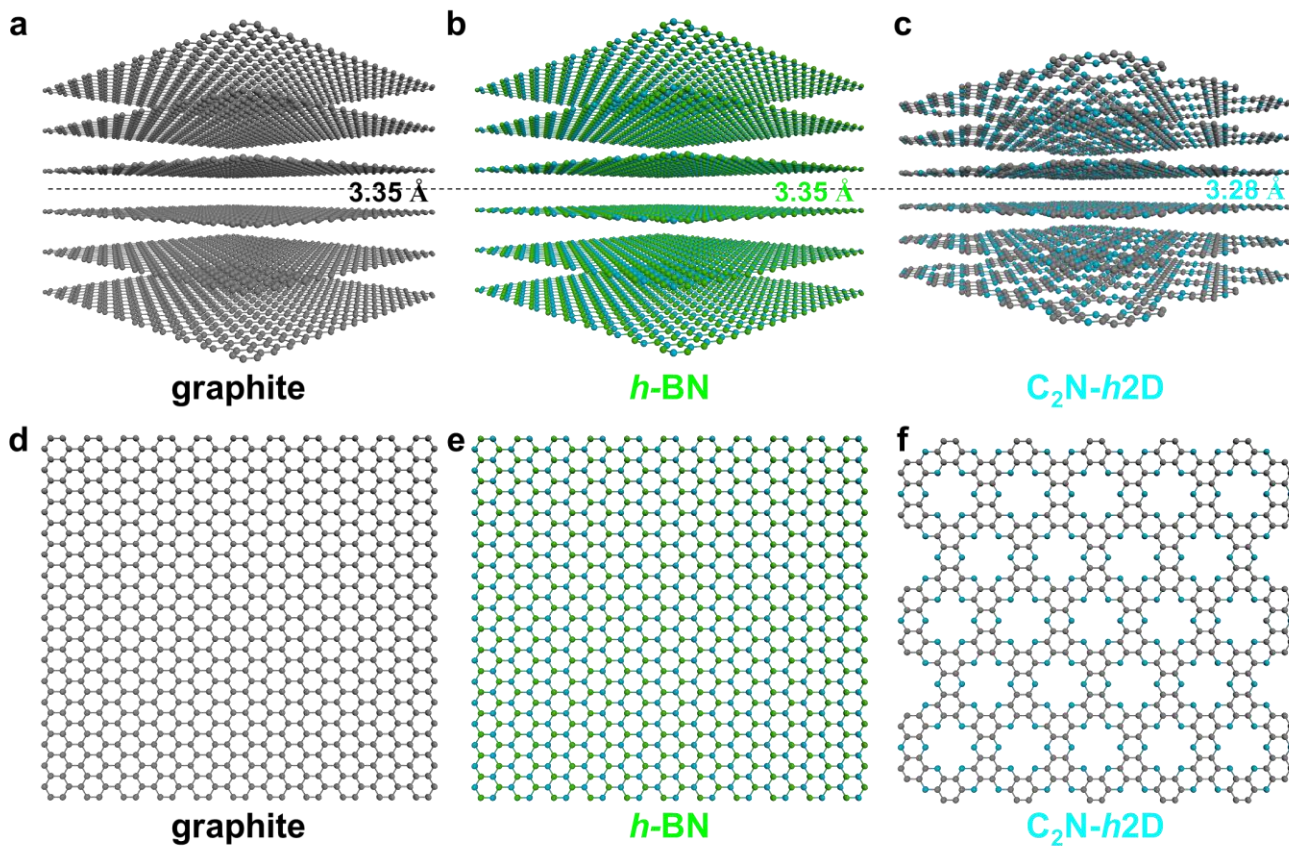 a
b
c
3.35 Å
3.35 Å
3.28 Å
graphite
h-BN
C₂N-h2D
d
e
f
graphite
h-BN
C₂N-h2D